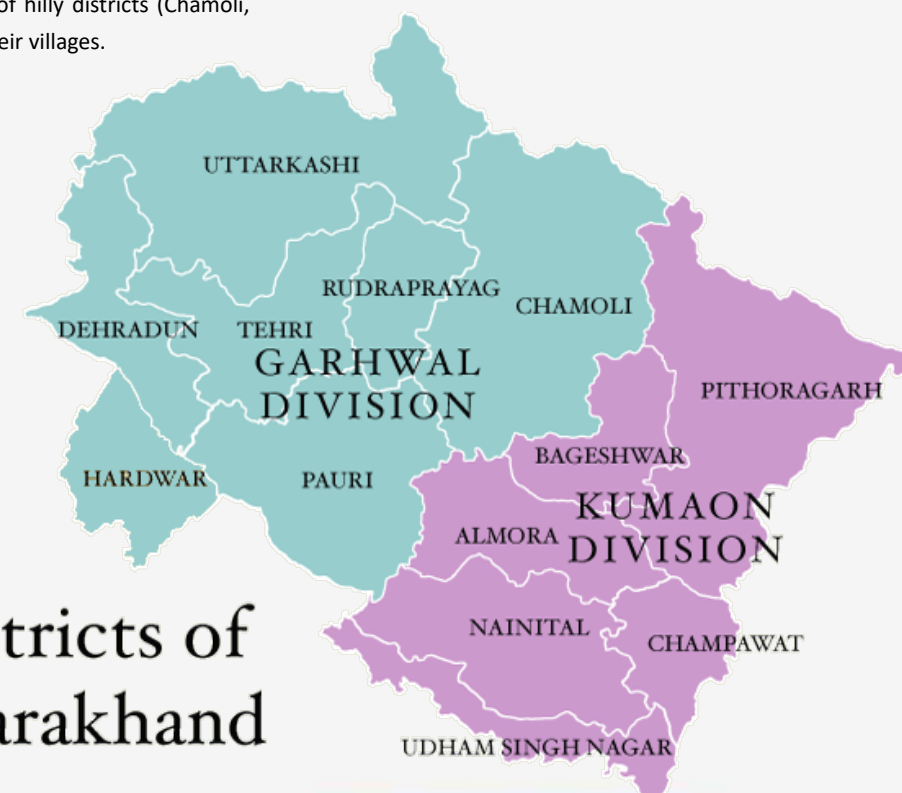 of hilly districts (Chamoli,
villages.
UTTARKASHI
RUDRAPRAYAG
CHAMOLI
DEHRADUN
TEHRI
GARHWAL
DIVISION
PITHORAGARH
HARDWAR
PAURI
BAGESHWAR
KUMAON
DIVISION
ALMORA
NAINITAL
CHAMPAWAT
UDHAM SINGH NAGAR
tricts of
arakhand